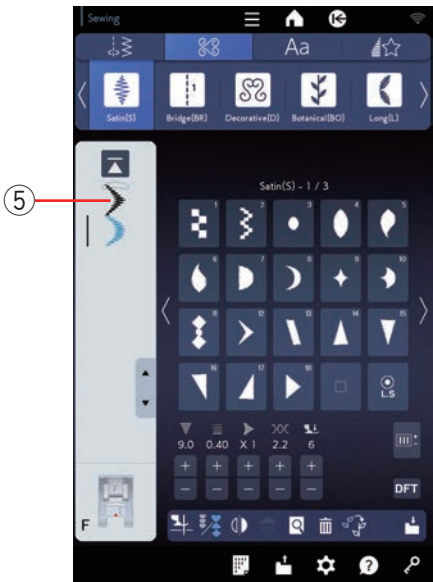 Sewing
Aa
1
Satin(S) Bridge(BR) Decorative(D) Botanical(BO) Long(L)
5
Satin(S) - 1 / 3
1 2 3 4 5
6 7 8 9 10
11 12 13 14 15
16 17 18
L.S
9.0 0.40 X 1 2.2 6
+ + + + +
− − − − −
DFT
F
?